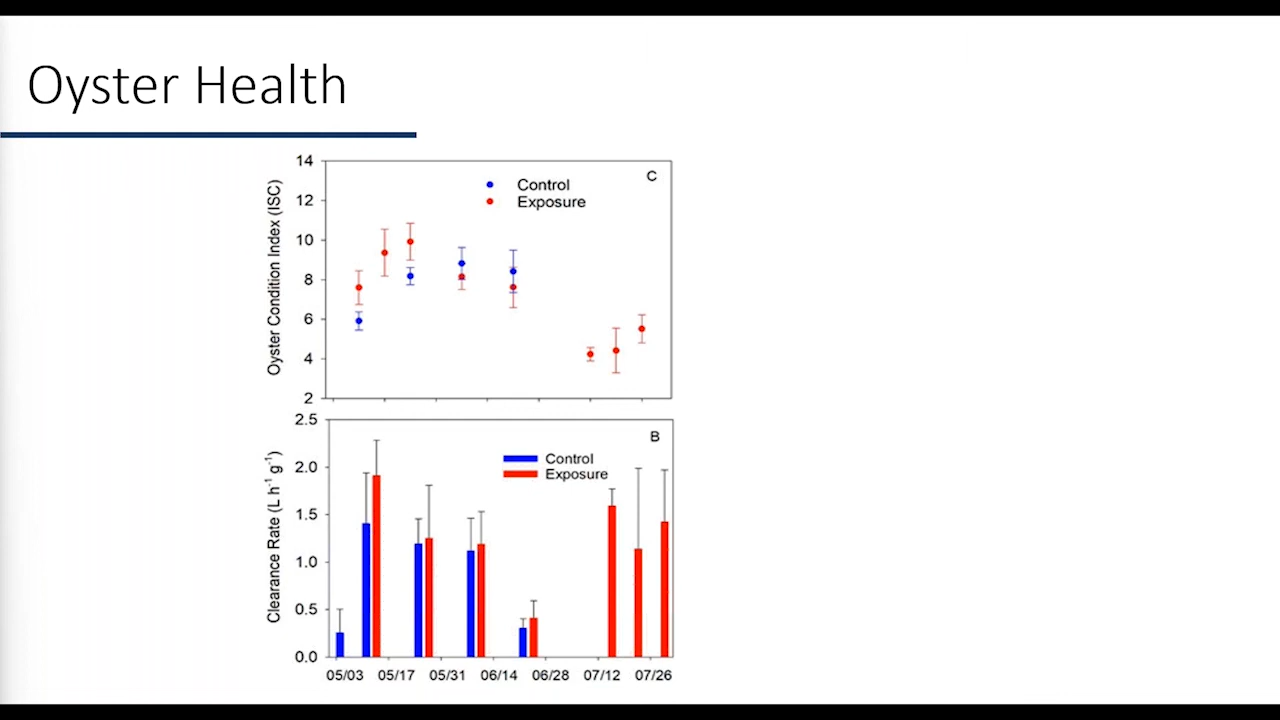 Oyster Health
14
12
10
8
6
4
2
Oyster Condition Index (ISC)
C
Control
Exposure
2.5
2.0
1.5
1.0
0.5
0.0
Clearance Rate (L h⁻¹ g⁻¹)
B
Control
Exposure
05/03 05/17 05/31 06/14 06/28 07/12 07/26